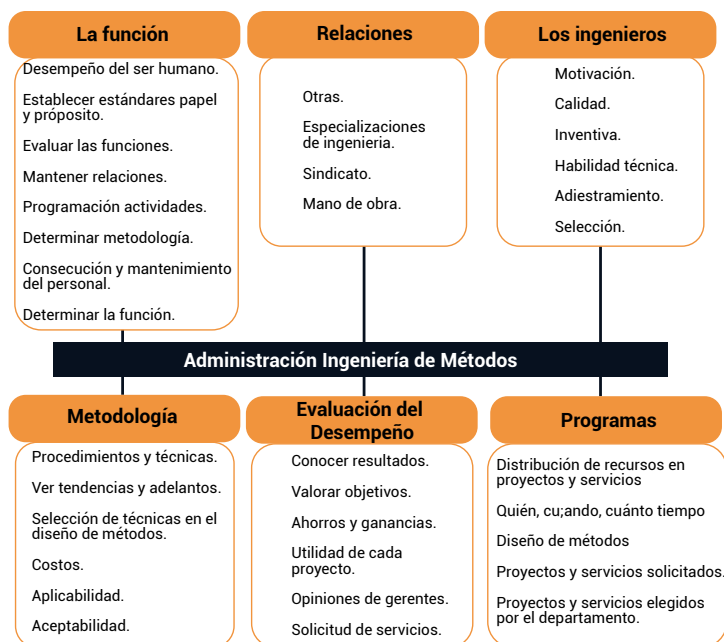 La función
Desempeño del ser humano.
Establecer estándares papel
y próposito.
Evaluar las funciones.
Mantener relaciones.
Programación actividades.
Determinar metodología.
Consecución y mantenimiento
del personal.
Determinar la función.
Relaciones
Otras.
Especializaciones
de ingenieria.
Sindicato.
Mano de obra.
Los ingenieros
Motivación.
Calidad.
Inventiva.
Habilidad técnica.
Adiestramiento.
Selección.
Administración Ingeniería de Métodos
Metodología
Procedimientos y técnicas.
Ver tendencias y adelantos.
Selección de técnicas en el
diseño de métodos.
Costos.
Aplicabilidad.
Aceptabilidad.
Evaluación del
Desempeño
Conocer resultados.
Valorar objetivos.
Ahorros y ganancias.
Utilidad de cada
proyecto.
Opiniones de gerentes.
Solicitud de servicios.
Programas
Distribución de recursos en
proyectos y servicios
Quién, cu;ando, cuánto tiempo
Diseño de métodos
Proyectos y servicios solicitados.
Proyectos y servicios elegidos
por el departamento.